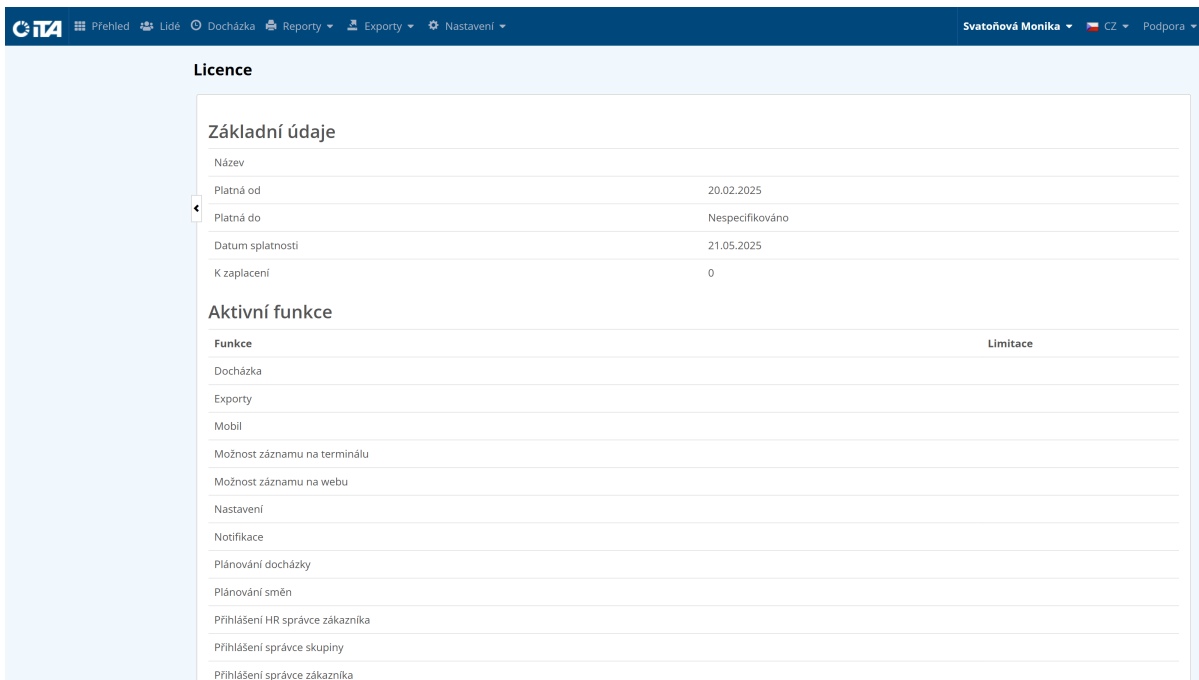 iTA Přehled Lidé Docházka Reporty Exporty Nastavení Svatoňová Monika CZ Podpora
Licence
Základní údaje
Název
Platná od 20.02.2025
Platná do Nespecifikováno
Datum splatnosti 21.05.2025
K zaplacení 0
Aktivní funkce
Funkce Limitace
Docházka
Exporty
Mobil
Možnost záznamu na terminálu
Možnost záznamu na webu
Nastavení
Notifikace
Plánování docházky
Plánování směn
Přihlášení HR správce zákazníka
Přihlášení správce skupiny
Přihlášení správce zákazníka